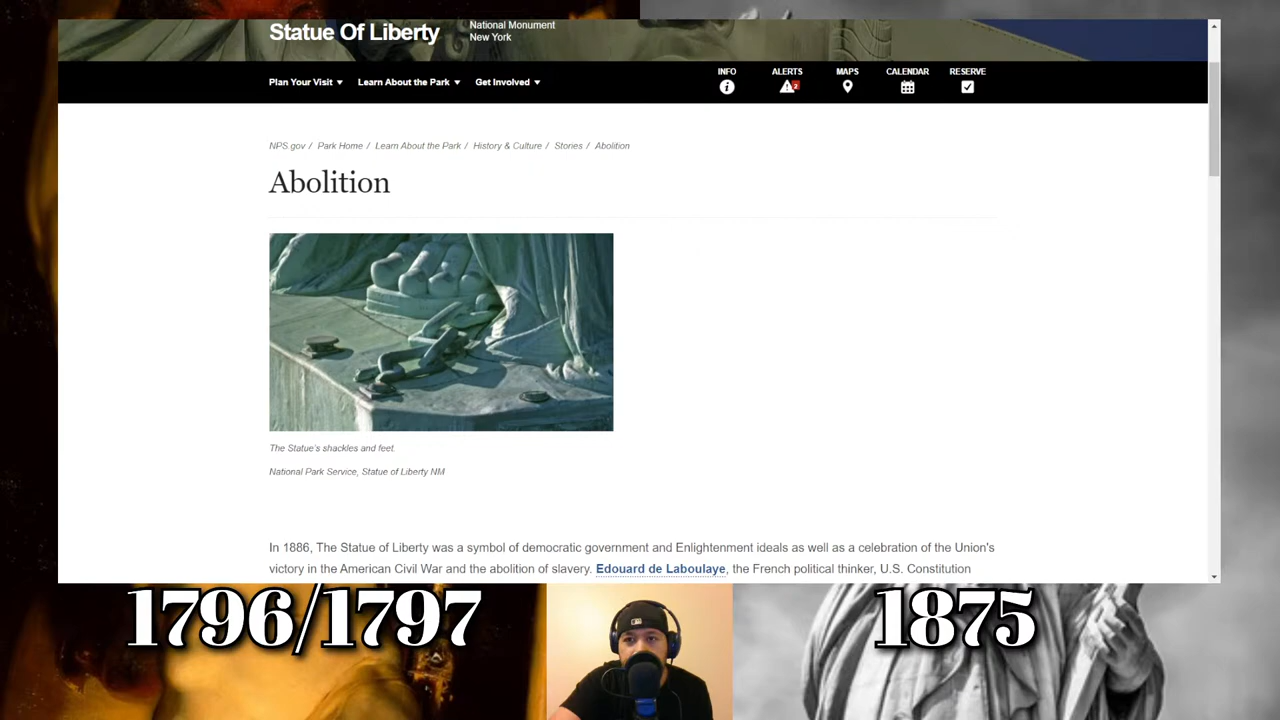 Statue Of Liberty
National Monument
New York
Plan Your Visit
Learn About the Park
Get Involved
INFO
ALERTS
MAPS
CALENDAR
RESERVE
2
NPS.gov / Park Home / Learn About the Park / History & Culture / Stories / Abolition
Abolition
The Statue's shackles and feet.
National Park Service, Statue of Liberty NM
In 1886, The Statue of Liberty was a symbol of democratic government and Enlightenment ideals as well as a celebration of the Union's
victory in the American Civil War and the abolition of slavery. Edouard de Laboulaye, the French political thinker, U.S. Constitution
1796/1797
1875